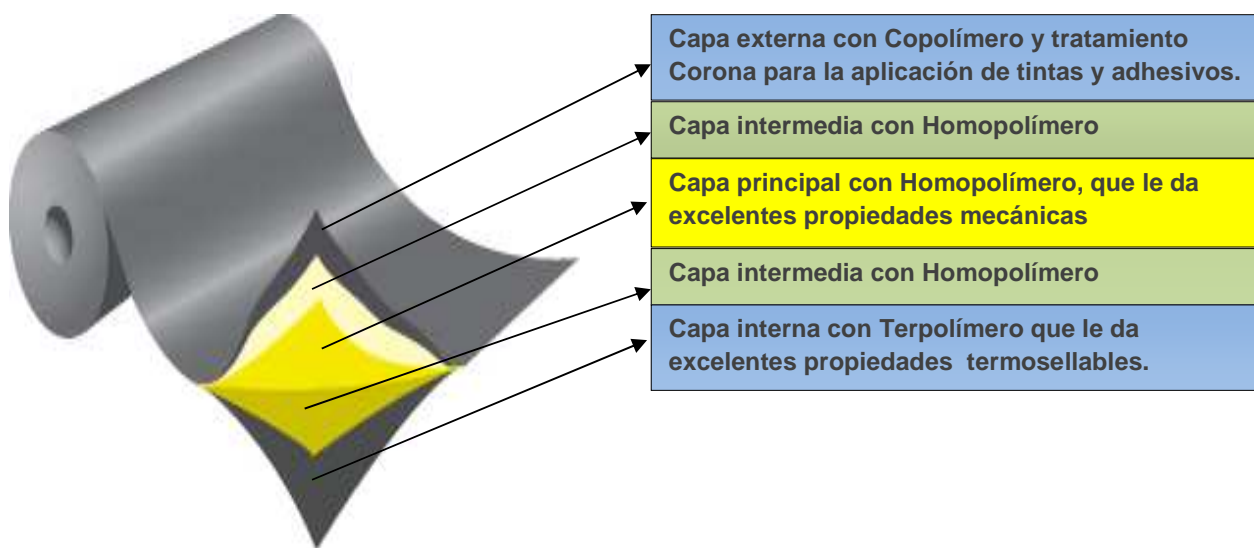 Capa externa con Copolímero y tratamiento
Corona para la aplicación de tintas y adhesivos.
Capa intermedia con Homopolímero
Capa principal con Homopolímero, que le da
excelentes propiedades mecánicas
Capa intermedia con Homopolímero
Capa interna con Terpolímero que le da
excelentes propiedades  termosellables.